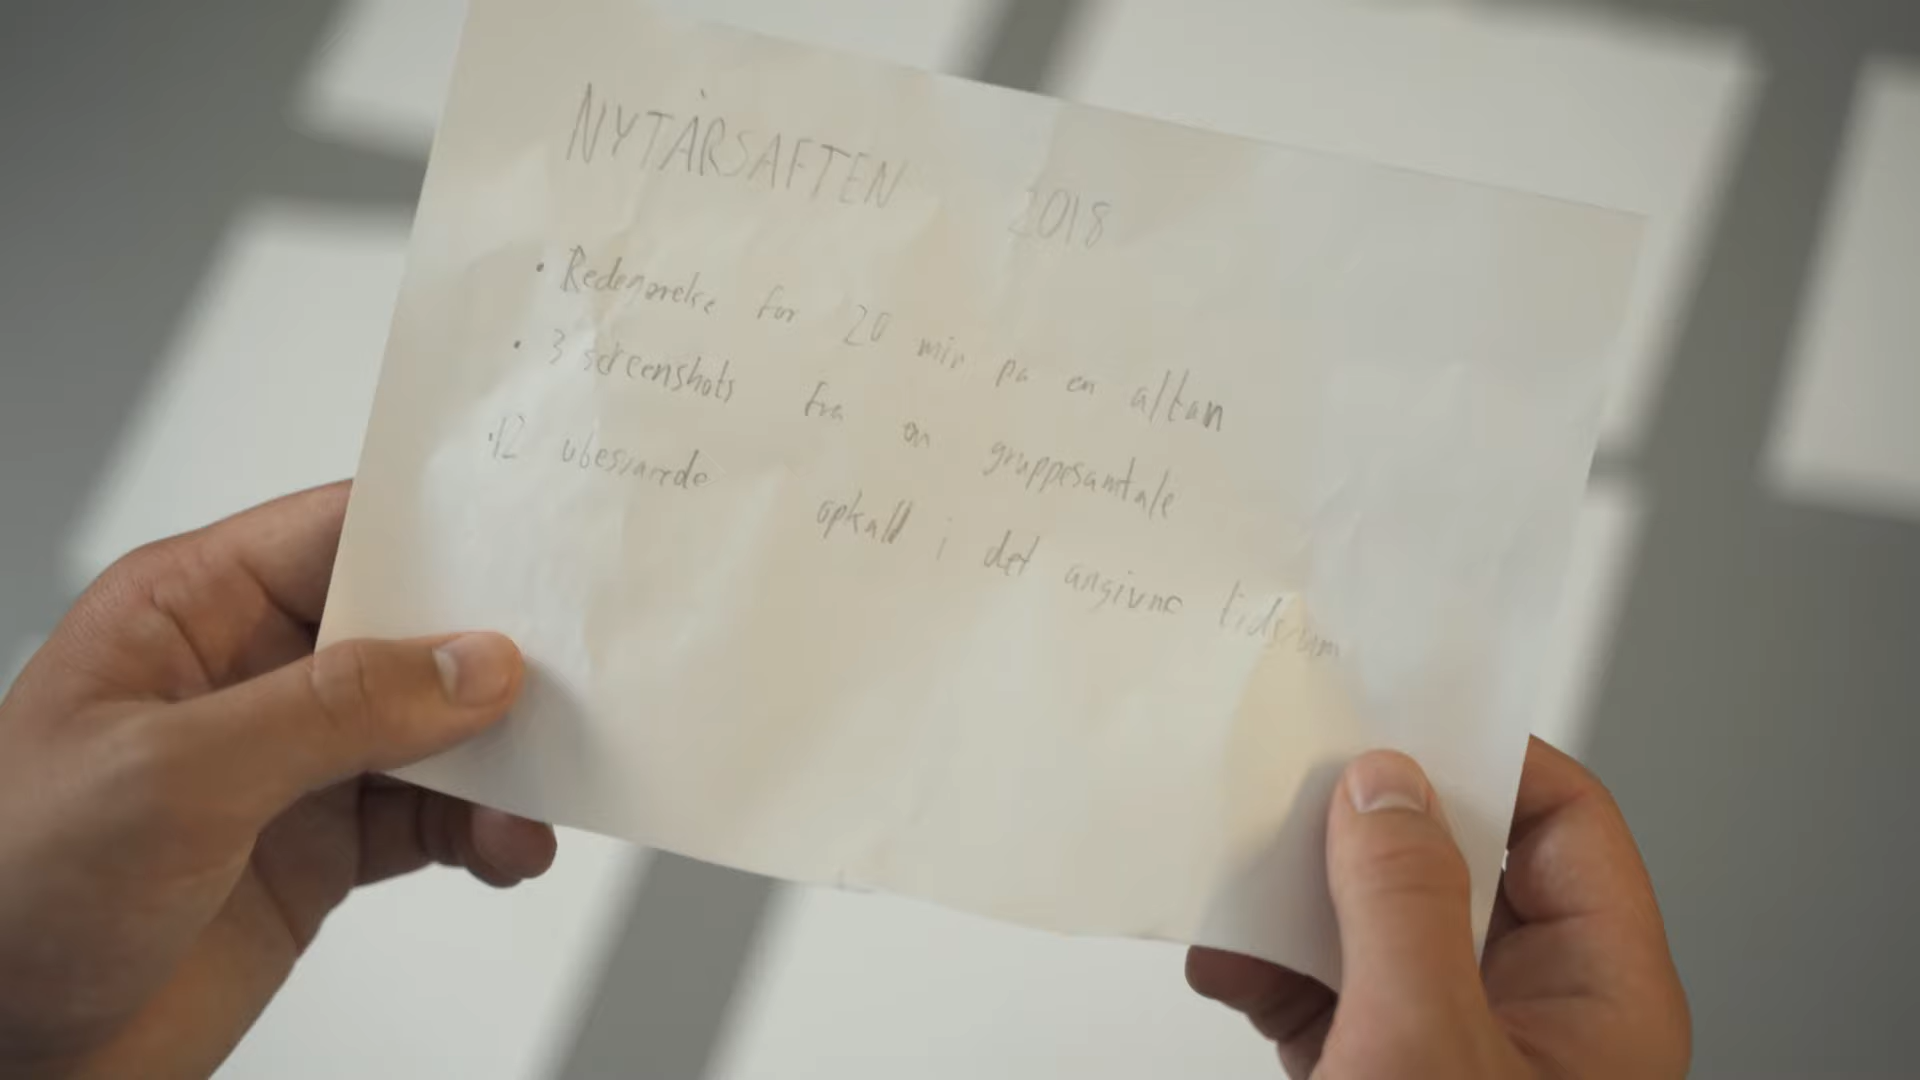 NYTÅRSAFTEN 2018
• Redegørelse for 20 min på en altan
• 3 screenshots fra en gruppesamtale
• 12 ubesvarede opkald i det angivne tidsrum